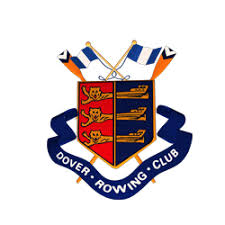 DOVER · ROWING · CLUB